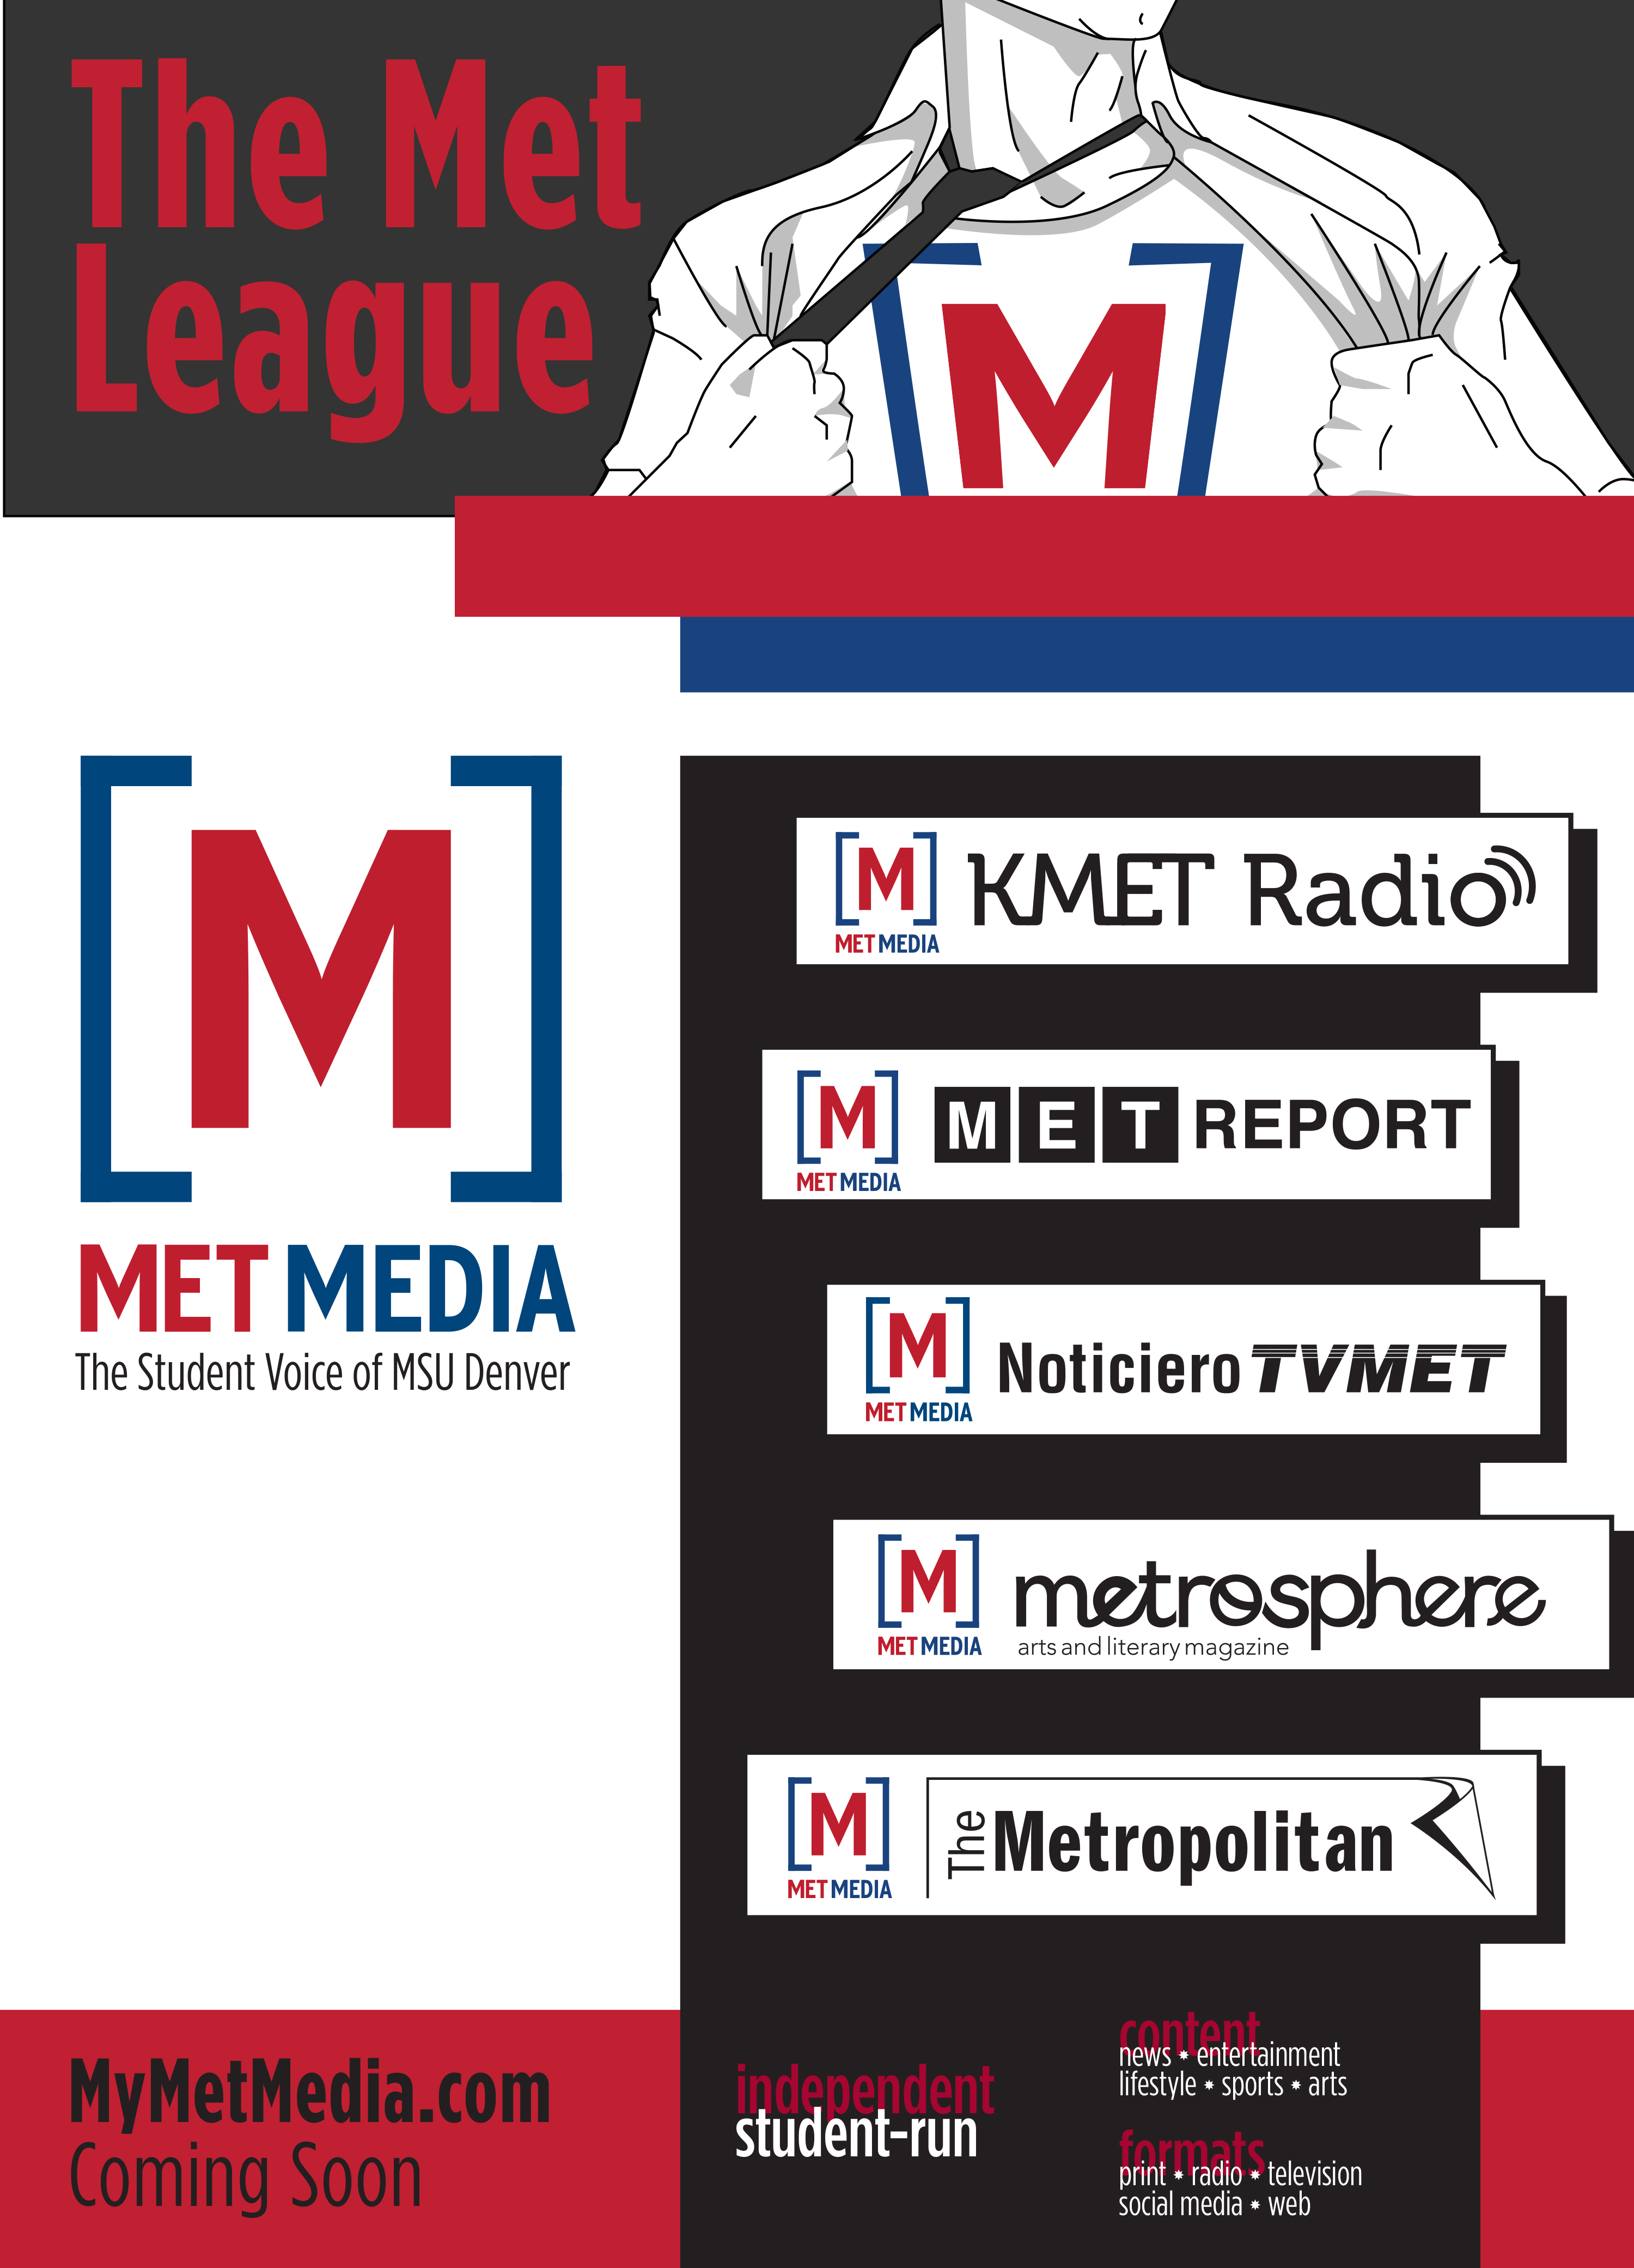 The Met
League
M
M
MET MEDIA
The Student Voice of MSU Denver
M
MET MEDIA
KMET Radio
M
MET MEDIA
MET REPORT
M
MET MEDIA
Noticiero TVMET
M
MET MEDIA
metrosphere
arts and literary magazine
M
MET MEDIA
The Metropolitan
MyMetMedia.com
Coming Soon
independent
student-run
content
news * entertainment
lifestyle * sports * arts
formats
print * radio * television
social media * web